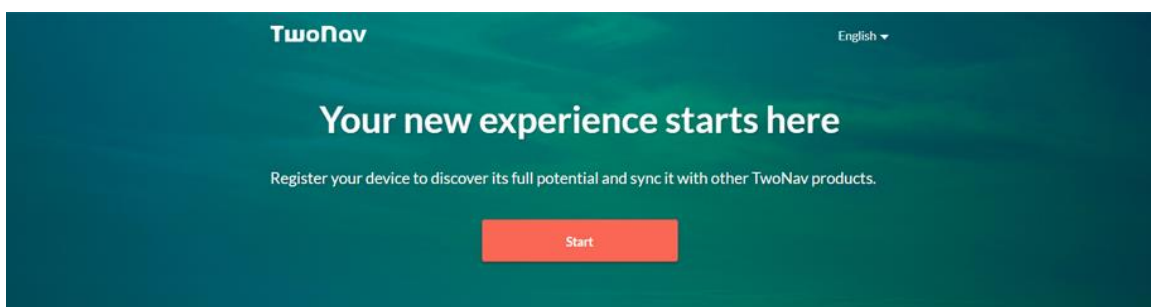 TwoNav
English
Your new experience starts here
Register your device to discover its full potential and sync it with other TwoNav products.
Start